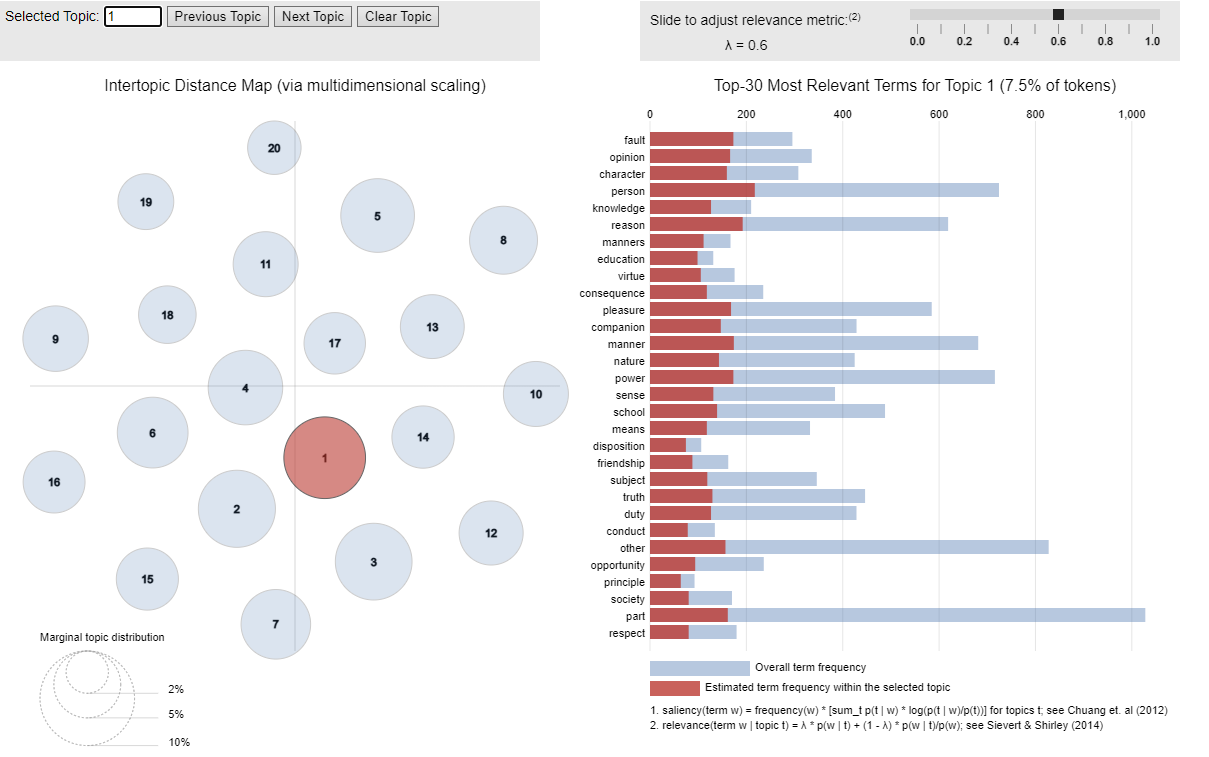 Selected Topic: 1 Previous Topic Next Topic Clear Topic
Slide to adjust relevance metric:(2)
λ = 0.6
0.0 0.2 0.4 0.6 0.8 1.0
Intertopic Distance Map (via multidimensional scaling)
20
19
5
8
11
18
13
9
17
4
10
6
14
1
16
2
12
3
15
7
Marginal topic distribution
2%
5%
10%
Top-30 Most Relevant Terms for Topic 1 (7.5% of tokens)
0 200 400 600 800 1,000
fault
opinion
character
person
knowledge
reason
manners
education
virtue
consequence
pleasure
companion
manner
nature
power
sense
school
means
disposition
friendship
subject
truth
duty
conduct
other
opportunity
principle
society
part
respect
Overall term frequency
Estimated term frequency within the selected topic
1. saliency(term w) = frequency(w) * [sum_t p(t | w) * log(p(t | w)/p(t))] for topics t; see Chuang et. al (2012)
2. relevance(term w | topic t) = λ * p(w | t) + (1 - λ) * p(w | t)/p(w); see Sievert & Shirley (2014)